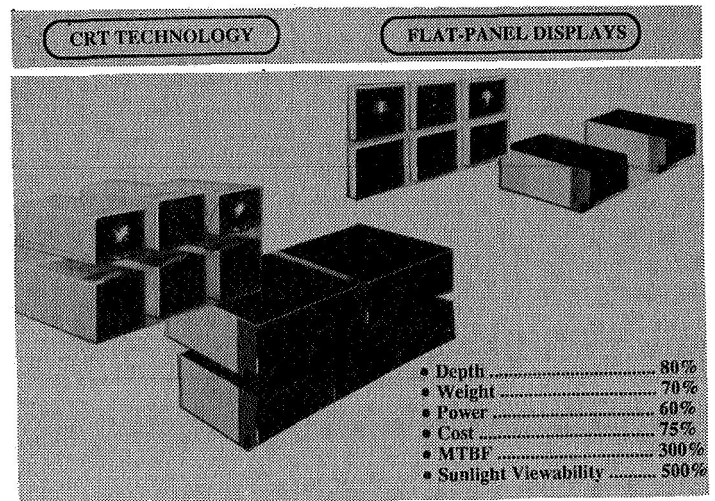 CRT TECHNOLOGY
FLAT-PANEL DISPLAYS
• Depth ................................ 80%
• Weight ............................... 70%
• Power ................................ 60%
• Cost ................................... 75%
• MTBF ............................... 300%
• Sunlight Viewability ......... 500%